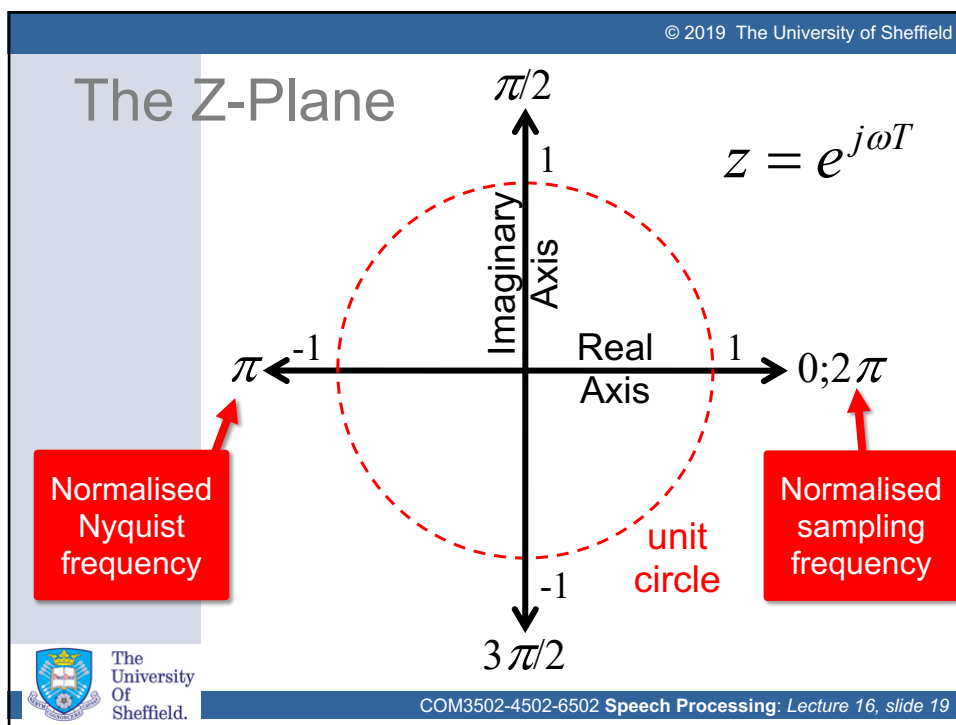 © 2019 The University of Sheffield
The Z-Plane
π/2
z = e^{jωT}
1
Imaginary
Axis
-1
Real
Axis
1
π
0;2π
Normalised
Nyquist
frequency
Normalised
sampling
frequency
unit
circle
-1
3π/2
The
University
Of
Sheffield.
COM3502-4502-6502 Speech Processing: Lecture 16, slide 19